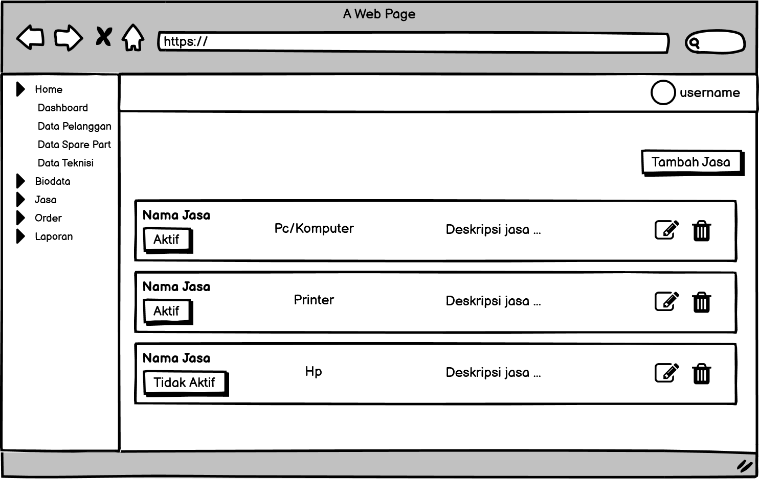 A Web Page
https://
username
Home
Dashboard
Data Pelanggan
Data Spare Part
Data Teknisi
Biodata
Jasa
Order
Laporan
Tambah Jasa
Nama Jasa
Aktif
Pc/Komputer
Deskripsi jasa ...
Nama Jasa
Aktif
Printer
Deskripsi jasa ...
Nama Jasa
Tidak Aktif
Hp
Deskripsi jasa ...